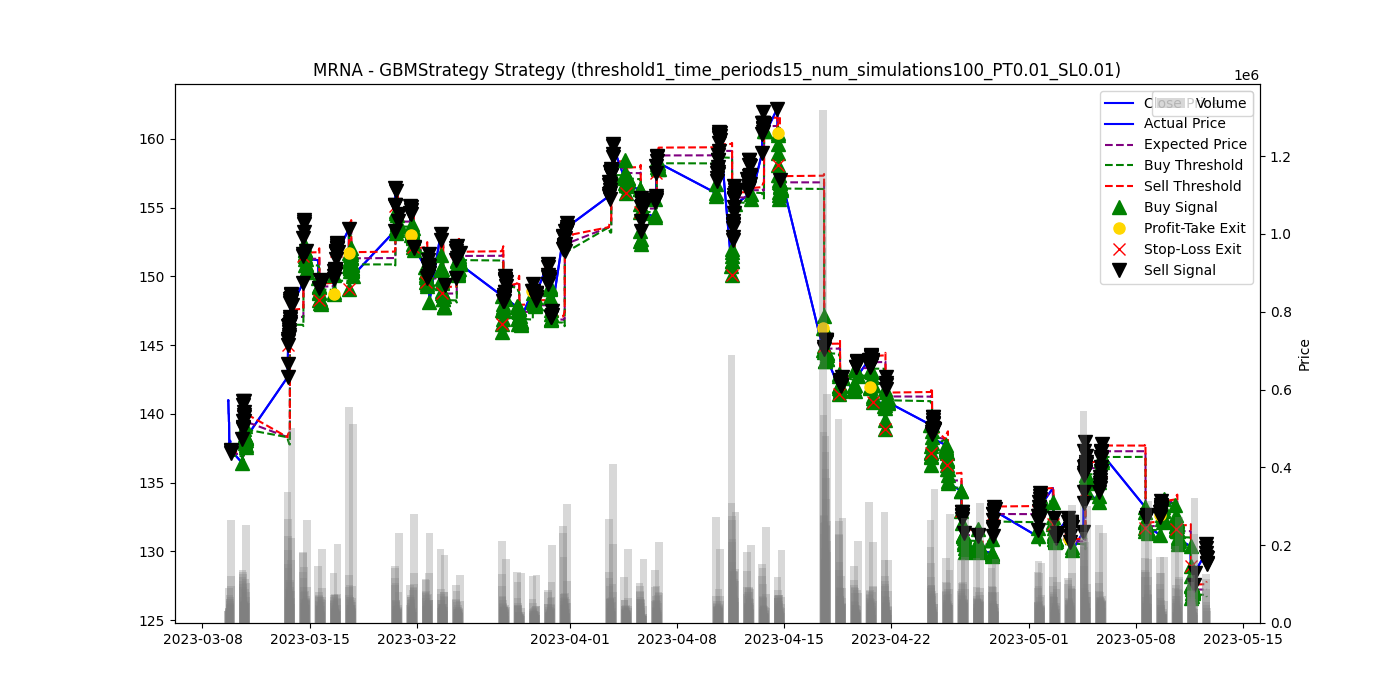 MRNA - GBMStrategy Strategy (threshold1_time_periods15_num_simulations100_PT0.01_SL0.01)
1e6
Volume
Actual Price
Expected Price
Buy Threshold
Sell Threshold
Buy Signal
Profit-Take Exit
Stop-Loss Exit
Sell Signal
160
155
150
145
140
135
130
125
1.2
1.0
0.8
0.6
0.4
0.2
0.0
Price
2023-03-08
2023-03-15
2023-03-22
2023-04-01
2023-04-08
2023-04-15
2023-04-22
2023-05-01
2023-05-08
2023-05-15